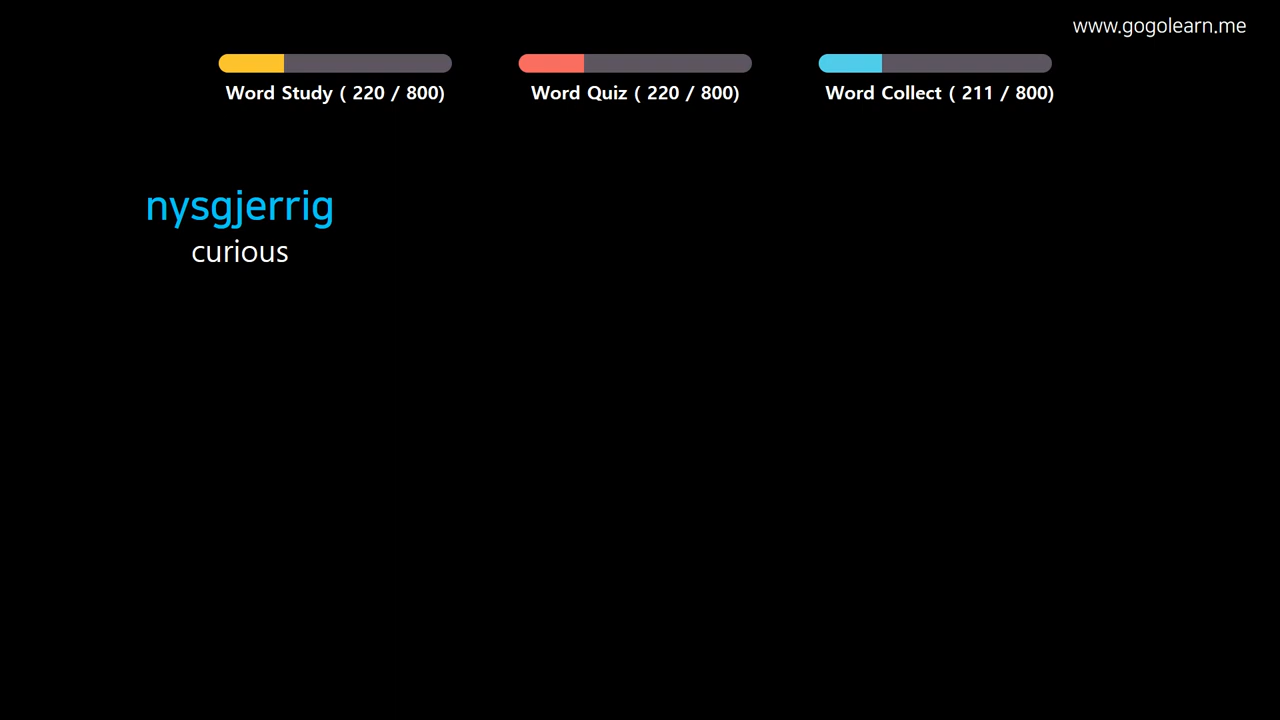 www.gogolearn.me
Word Study ( 220 / 800)
Word Quiz ( 220 / 800)
Word Collect ( 211 / 800)
nysgjerrig
curious